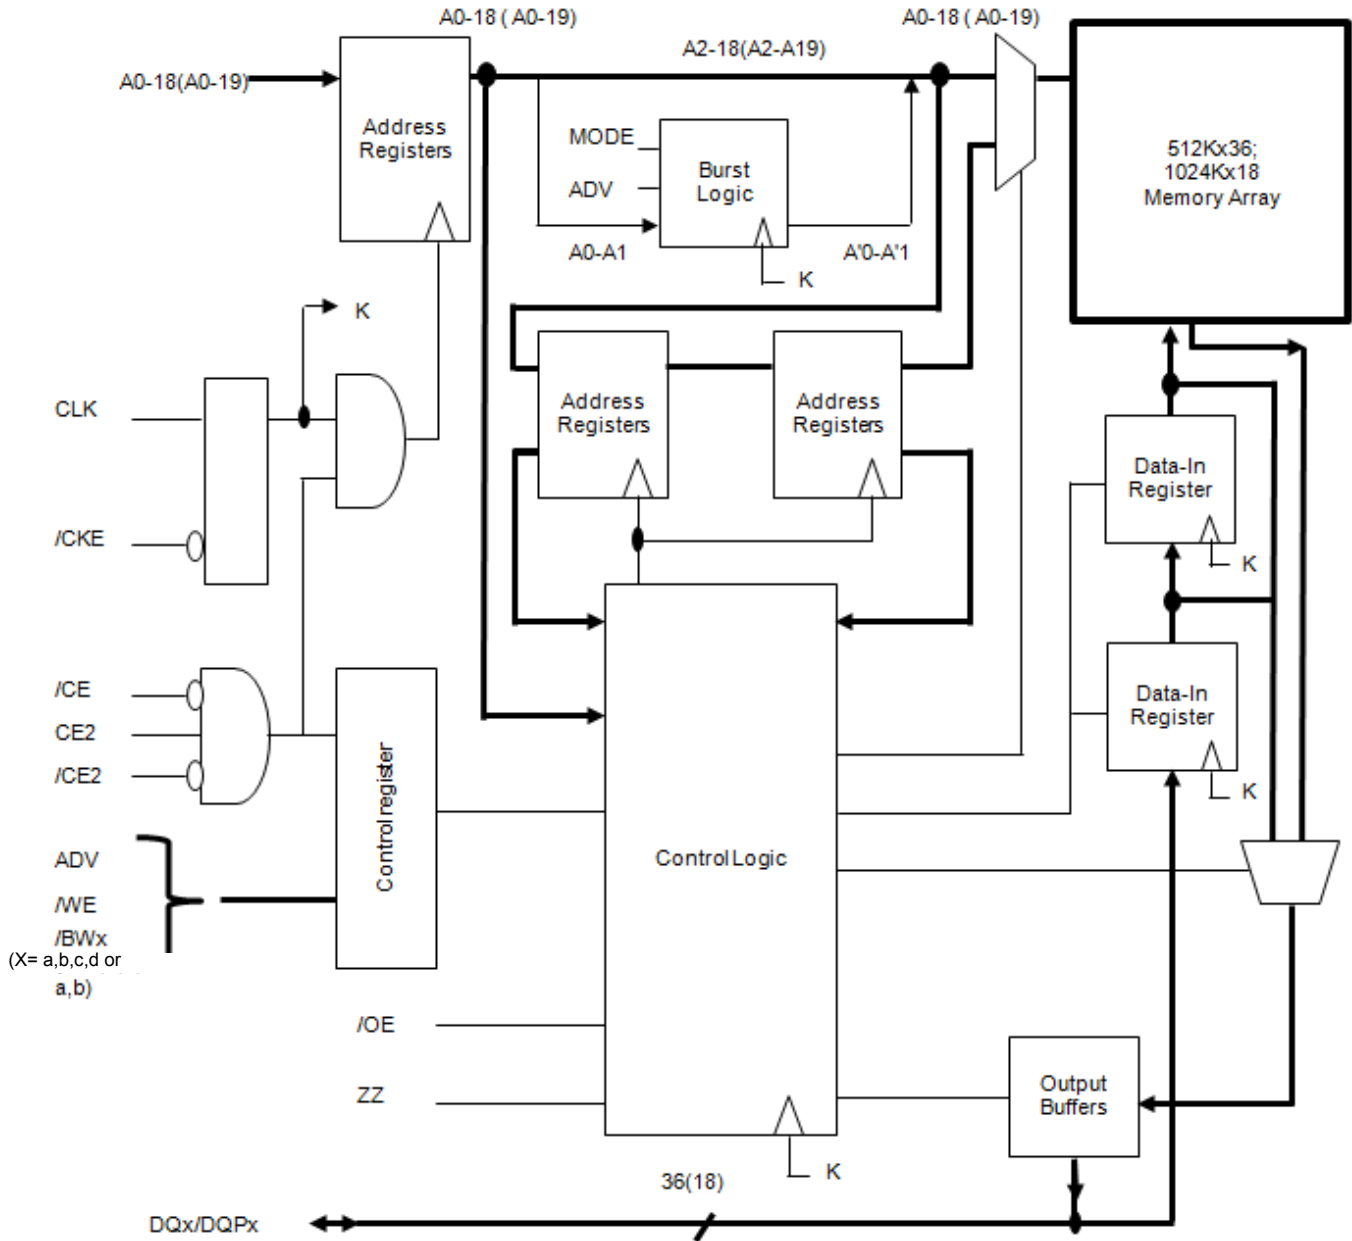 A0-18 ( A0-19)
A0-18 ( A0-19)
A2-18(A2-A19)
A0-18(A0-19)
Address
Registers
MODE
ADV
Burst
Logic
A0-A1
A'0-A'1
K
512Kx36;
1024Kx18
Memory Array
K
CLK
/CKE
Address
Registers
Address
Registers
Data-In
Register
K
/CE
CE2
/CE2
Control register
Data-In
Register
K
ADV
/WE
/BWx
(X= a,b,c,d or
a,b)
Control Logic
/OE
ZZ
Output
Buffers
K
36(18)
DQx/DQPx